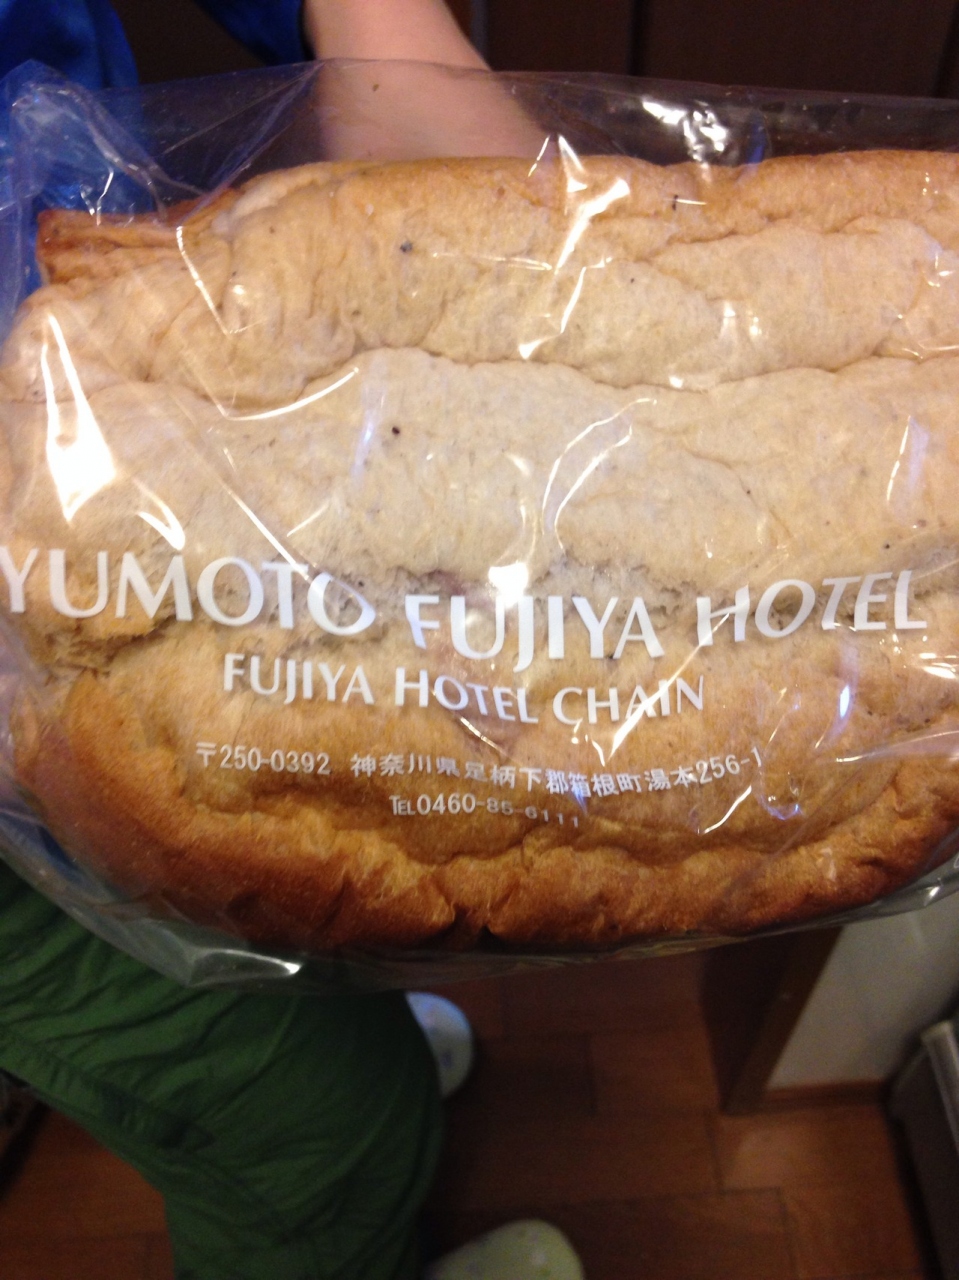 YUMOTO FUJIYA HOTEL
FUJIYA HOTEL CHAIN
〒250-0392 神奈川県足柄下郡箱根町湯本256-1
TEL0460-85-6111